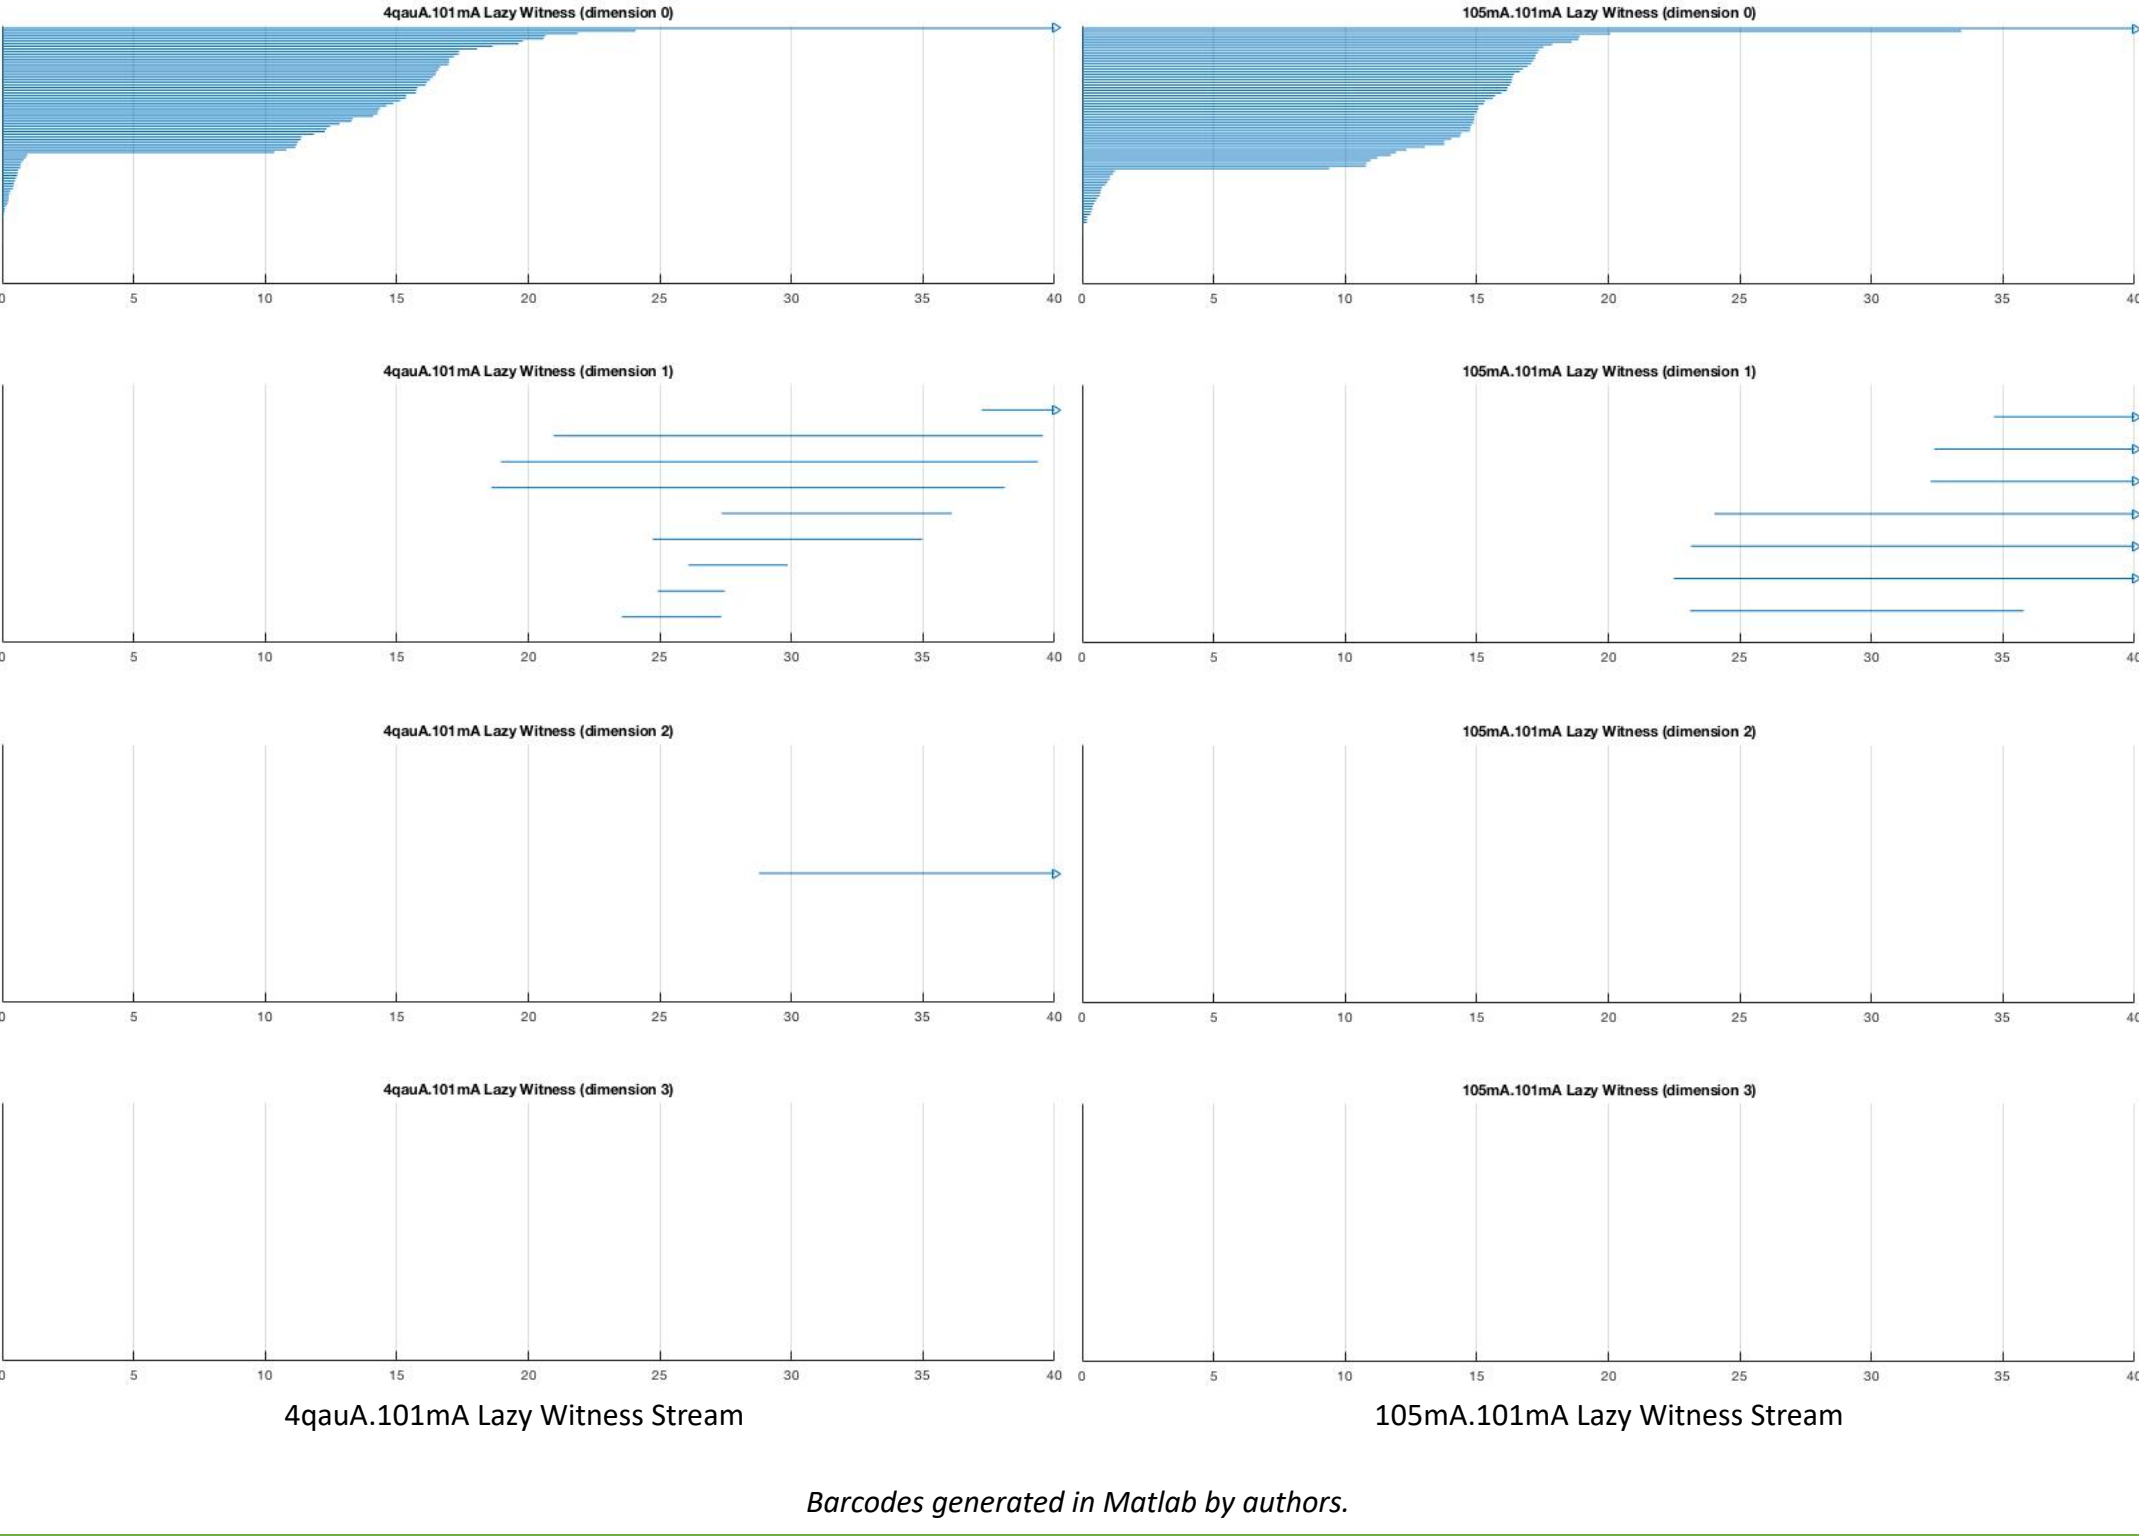 4qauA.101mA Lazy Witness (dimension 0)
0 5 10 15 20 25 30 35 40
105mA.101mA Lazy Witness (dimension 0)
0 5 10 15 20 25 30 35 40
4qauA.101mA Lazy Witness (dimension 1)
0 5 10 15 20 25 30 35 40
105mA.101mA Lazy Witness (dimension 1)
0 5 10 15 20 25 30 35 40
4qauA.101mA Lazy Witness (dimension 2)
0 5 10 15 20 25 30 35 40
105mA.101mA Lazy Witness (dimension 2)
0 5 10 15 20 25 30 35 40
4qauA.101mA Lazy Witness (dimension 3)
0 5 10 15 20 25 30 35 40
105mA.101mA Lazy Witness (dimension 3)
0 5 10 15 20 25 30 35 40
4qauA.101mA Lazy Witness Stream
105mA.101mA Lazy Witness Stream
Barcodes generated in Matlab by authors.